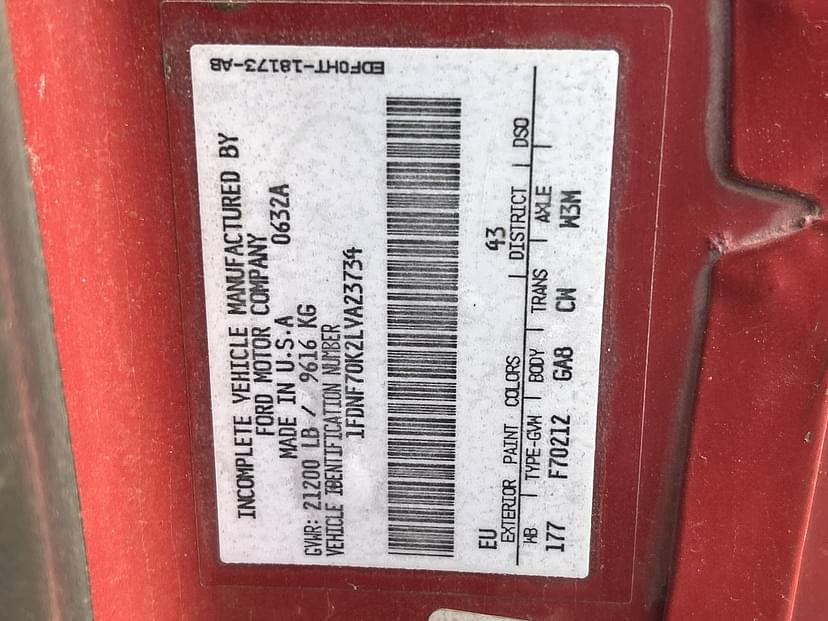 INCOMPLETE VEHICLE MANUFACTURED BY
FORD MOTOR COMPANY
MADE IN U.S.A 0632A
GVWR: 21200 LB / 9616 KG
VEHICLE IDENTIFICATION NUMBER
1FDNF70K2LVA23734
EU 43
EXTERIOR PAINT COLORS DISTRICT DSO
WB TYPE-GVW BODY TRANS AXLE
177 F70212 GA8 CW W3M
EDF0HT-18173-AB